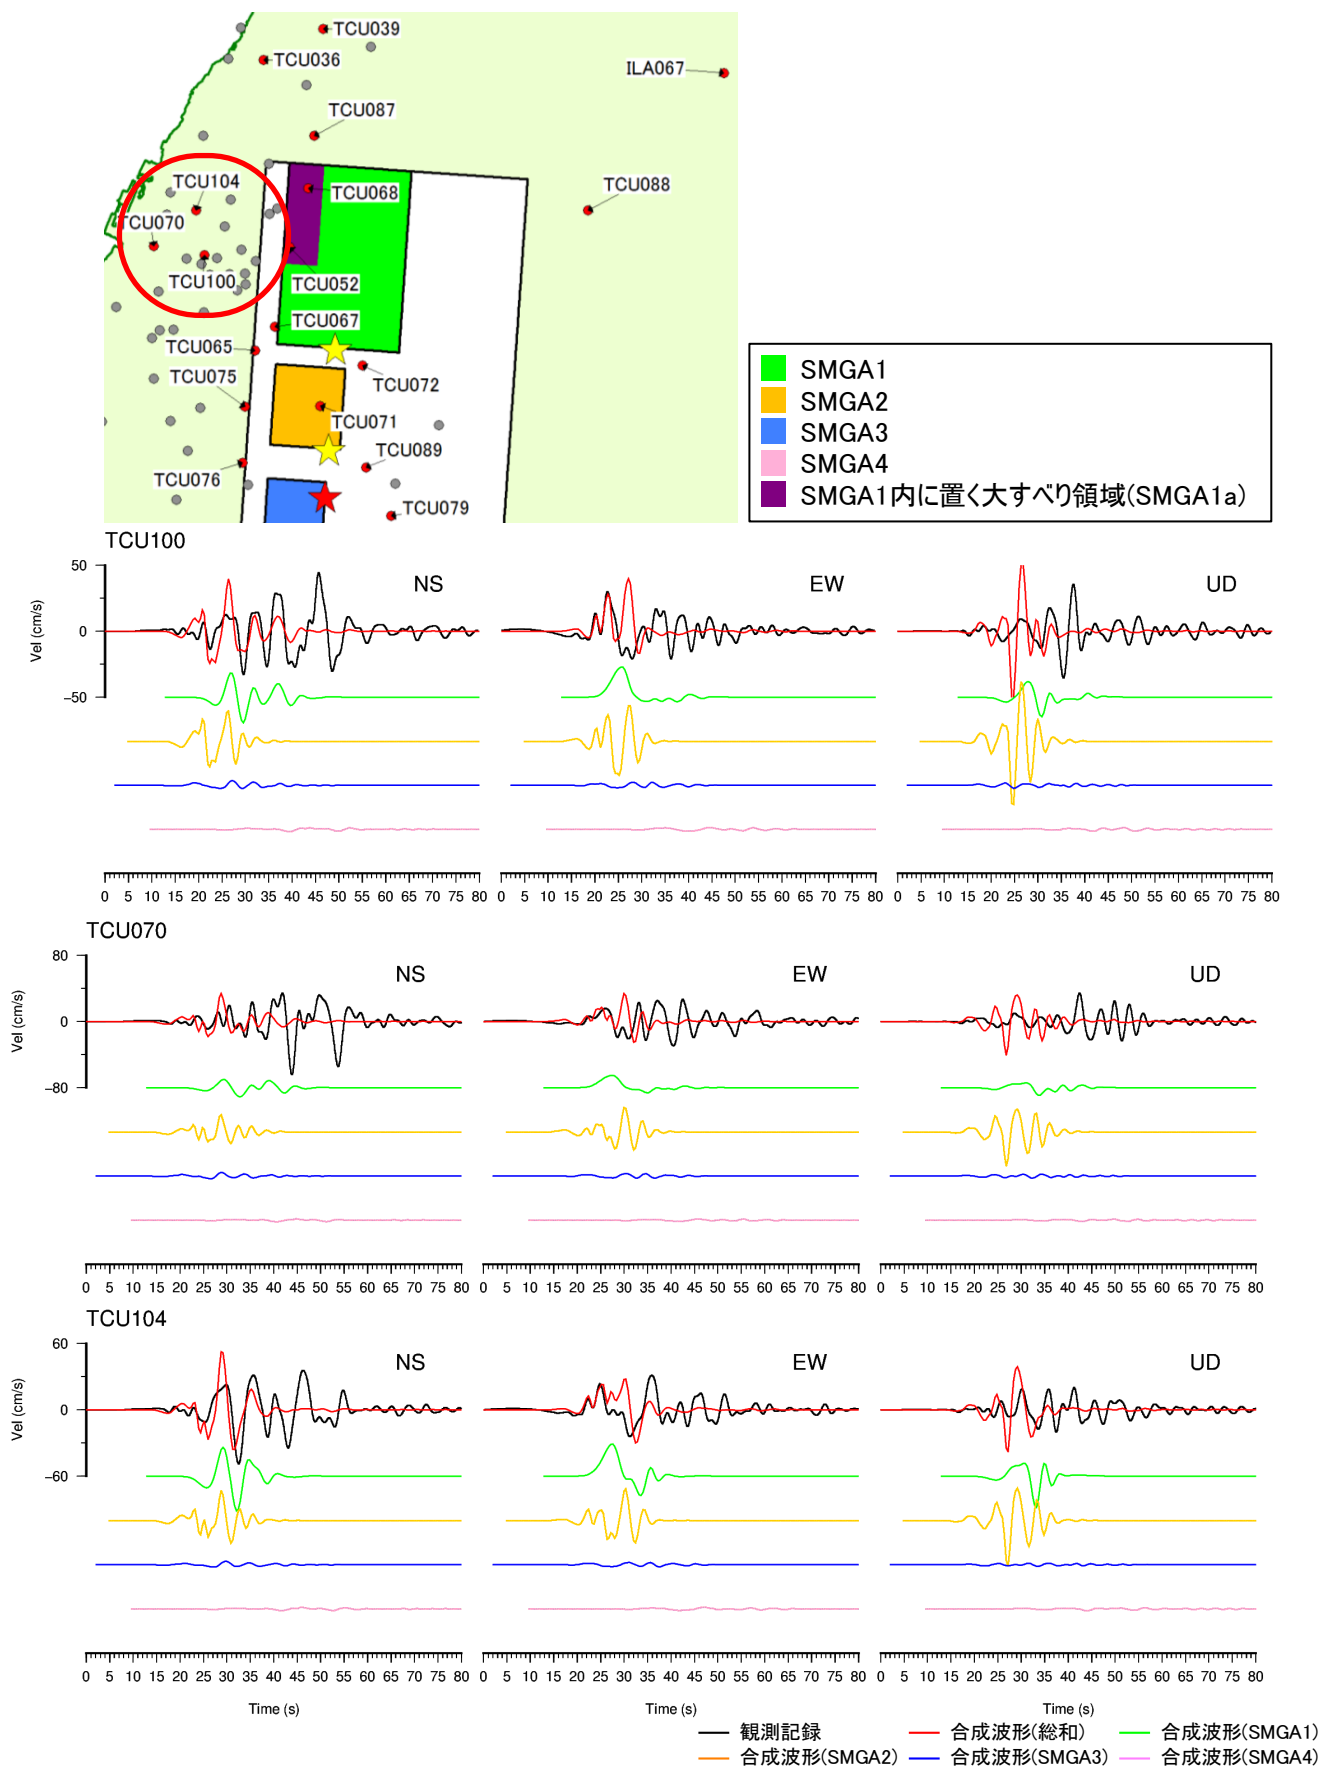 TCU039
TCU036
ILA067
TCU087
TCU104
TCU068
TCU088
TCU070
TCU100
TCU052
TCU067
TCU065
TCU075
TCU072
TCU071
TCU089
TCU076
TCU079
SMGA1
SMGA2
SMGA3
SMGA4
SMGA1内に置く大すべり領域(SMGA1a)
TCU100
NS EW UD
Vel (cm/s)
50
0
−50
0 5 10 15 20 25 30 35 40 45 50 55 60 65 70 75 80
0 5 10 15 20 25 30 35 40 45 50 55 60 65 70 75 80
0 5 10 15 20 25 30 35 40 45 50 55 60 65 70 75 80
TCU070
NS EW UD
Vel (cm/s)
80
0
−80
0 5 10 15 20 25 30 35 40 45 50 55 60 65 70 75 80
0 5 10 15 20 25 30 35 40 45 50 55 60 65 70 75 80
0 5 10 15 20 25 30 35 40 45 50 55 60 65 70 75 80
TCU104
NS EW UD
Vel (cm/s)
60
0
−60
0 5 10 15 20 25 30 35 40 45 50 55 60 65 70 75 80
0 5 10 15 20 25 30 35 40 45 50 55 60 65 70 75 80
0 5 10 15 20 25 30 35 40 45 50 55 60 65 70 75 80
Time (s) Time (s) Time (s)
観測記録 合成波形(総和) 合成波形(SMGA1)
合成波形(SMGA2) 合成波形(SMGA3) 合成波形(SMGA4)